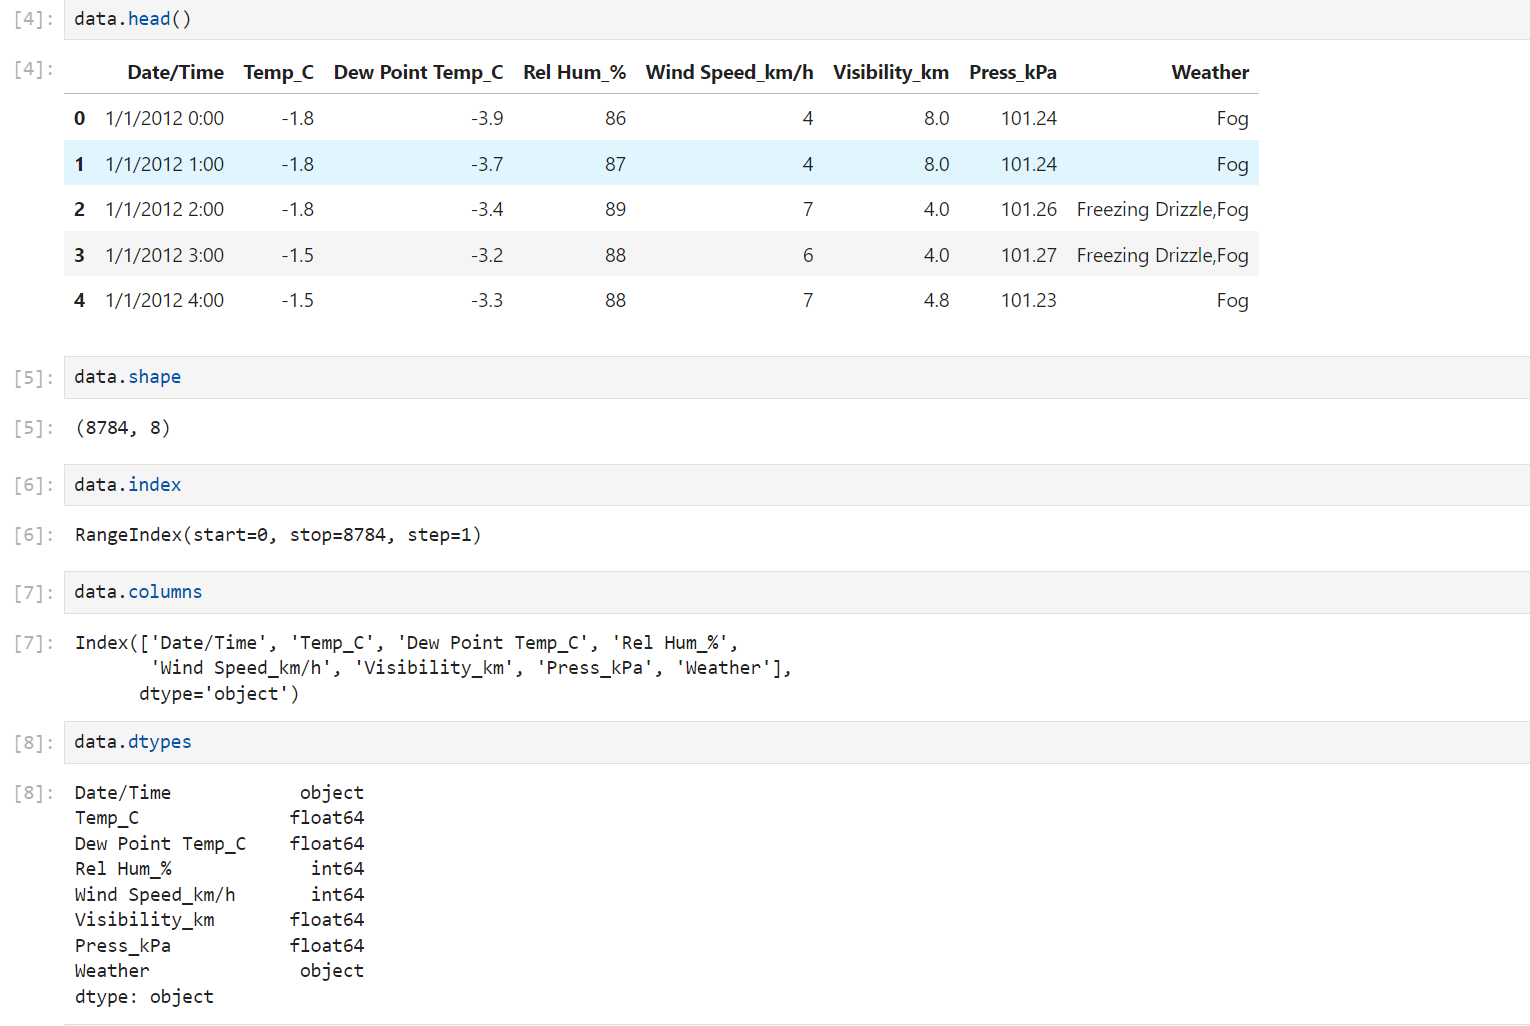 [4]: data.head()
[4]: Date/Time Temp_C Dew Point Temp_C Rel Hum_% Wind Speed_km/h Visibility_km Press_kPa Weather
0 1/1/2012 0:00 -1.8 -3.9 86 4 8.0 101.24 Fog
1 1/1/2012 1:00 -1.8 -3.7 87 4 8.0 101.24 Fog
2 1/1/2012 2:00 -1.8 -3.4 89 7 4.0 101.26 Freezing Drizzle,Fog
3 1/1/2012 3:00 -1.5 -3.2 88 6 4.0 101.27 Freezing Drizzle,Fog
4 1/1/2012 4:00 -1.5 -3.3 88 7 4.8 101.23 Fog
[5]: data.shape
[5]: (8784, 8)
[6]: data.index
[6]: RangeIndex(start=0, stop=8784, step=1)
[7]: data.columns
[7]: Index(['Date/Time', 'Temp_C', 'Dew Point Temp_C', 'Rel Hum_%',
'Wind Speed_km/h', 'Visibility_km', 'Press_kPa', 'Weather'],
dtype='object')
[8]: data.dtypes
[8]: Date/Time object
Temp_C float64
Dew Point Temp_C float64
Rel Hum_% int64
Wind Speed_km/h int64
Visibility_km float64
Press_kPa float64
Weather object
dtype: object